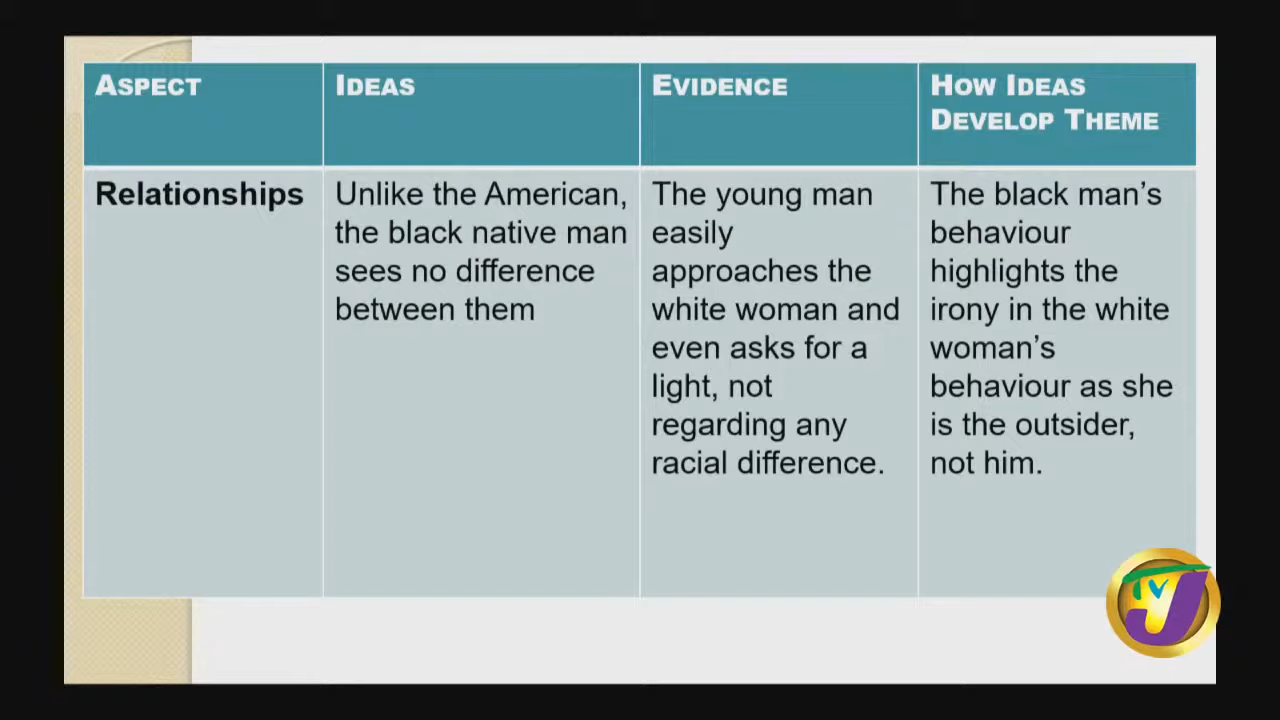 ASPECT
IDEAS
EVIDENCE
HOW IDEAS
DEVELOP THEME
Relationships
Unlike the American,
the black native man
sees no difference
between them
The young man
easily
approaches the
white woman and
even asks for a
light, not
regarding any
racial difference.
The black man’s
behaviour
highlights the
irony in the white
woman’s
behaviour as she
is the outsider,
not him.
TVJ